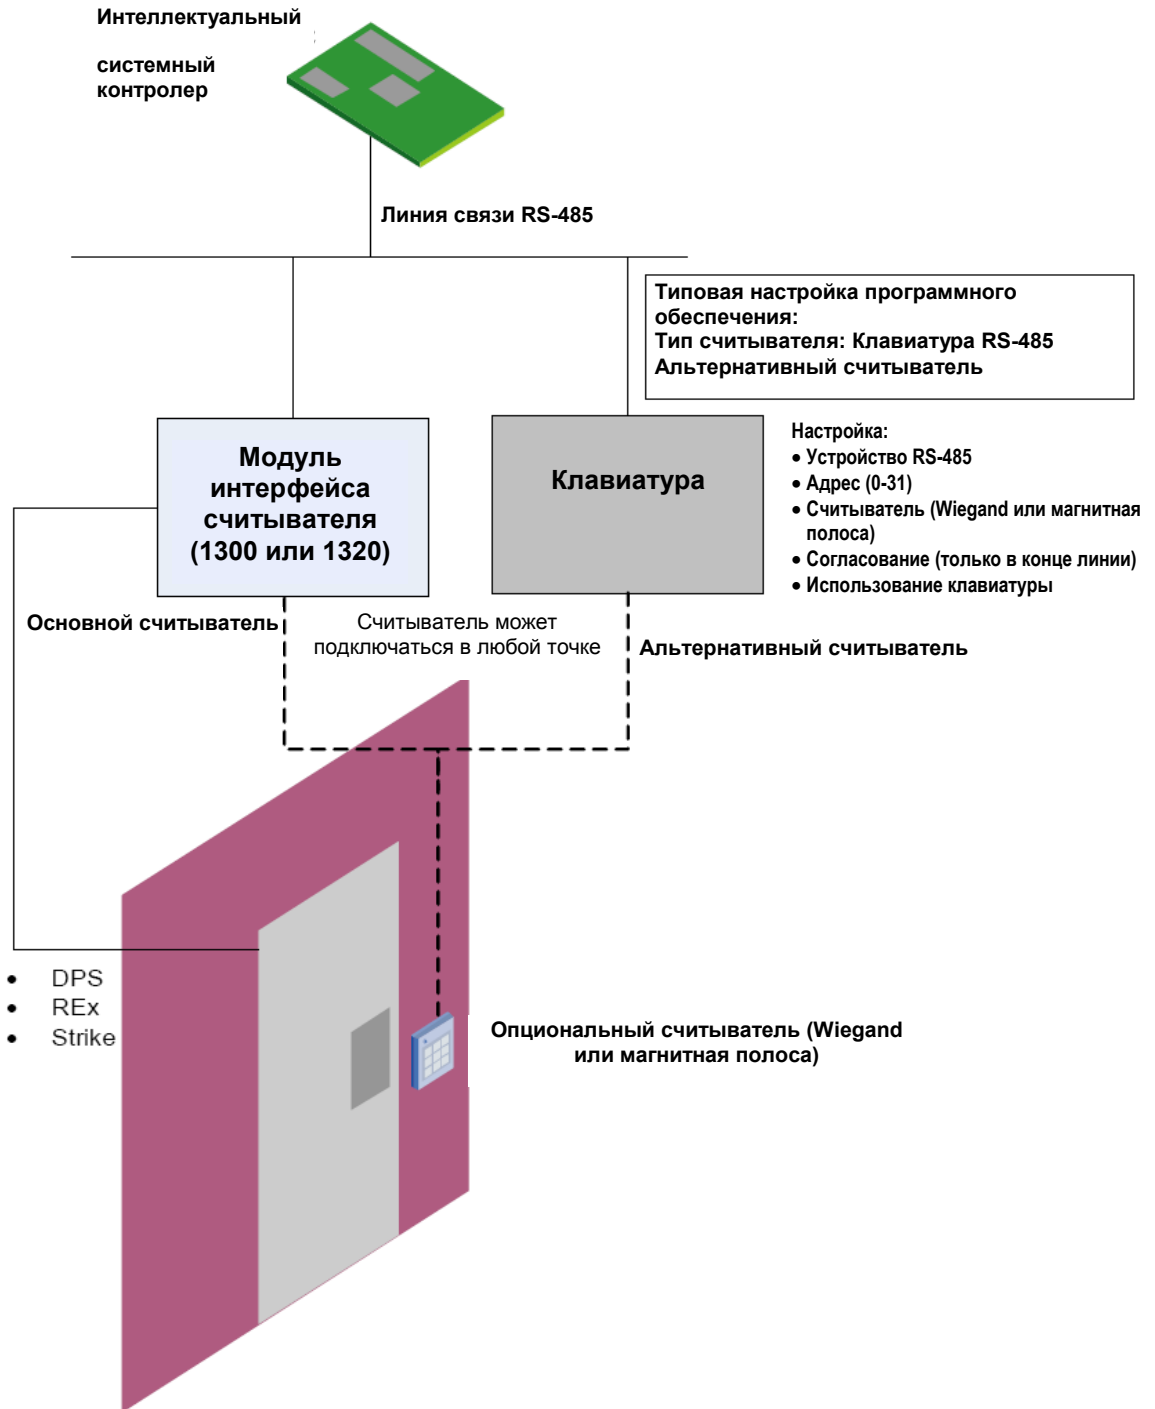 Интеллектуальный
системный
контролер
Линия связи RS-485
Типовая настройка программного
обеспечения:
Тип считывателя: Клавиатура RS-485
Альтернативный считыватель
Модуль
интерфейса
считывателя
(1300 или 1320)
Клавиатура
Настройка:
• Устройство RS-485
• Адрес (0-31)
• Считыватель (Wiegand или магнитная
полоса)
• Согласование (только в конце линии)
• Использование клавиатуры
Основной считыватель
Считыватель может
подключаться в любой точке
Альтернативный считыватель
• DPS
• REx
• Strike
Опциональный считыватель (Wiegand
или магнитная полоса)